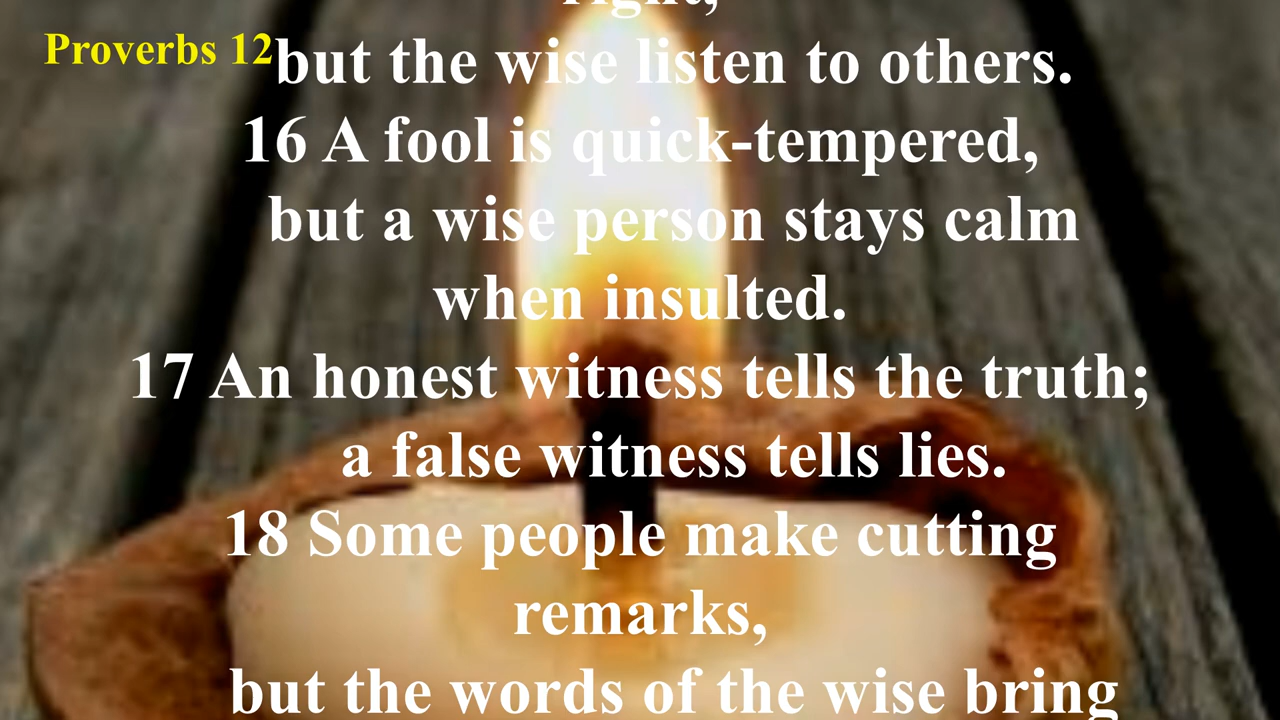 right,
Proverbs 12
but the wise listen to others.
16 A fool is quick-tempered,
but a wise person stays calm
when insulted.
17 An honest witness tells the truth;
a false witness tells lies.
18 Some people make cutting
remarks,
but the words of the wise bring